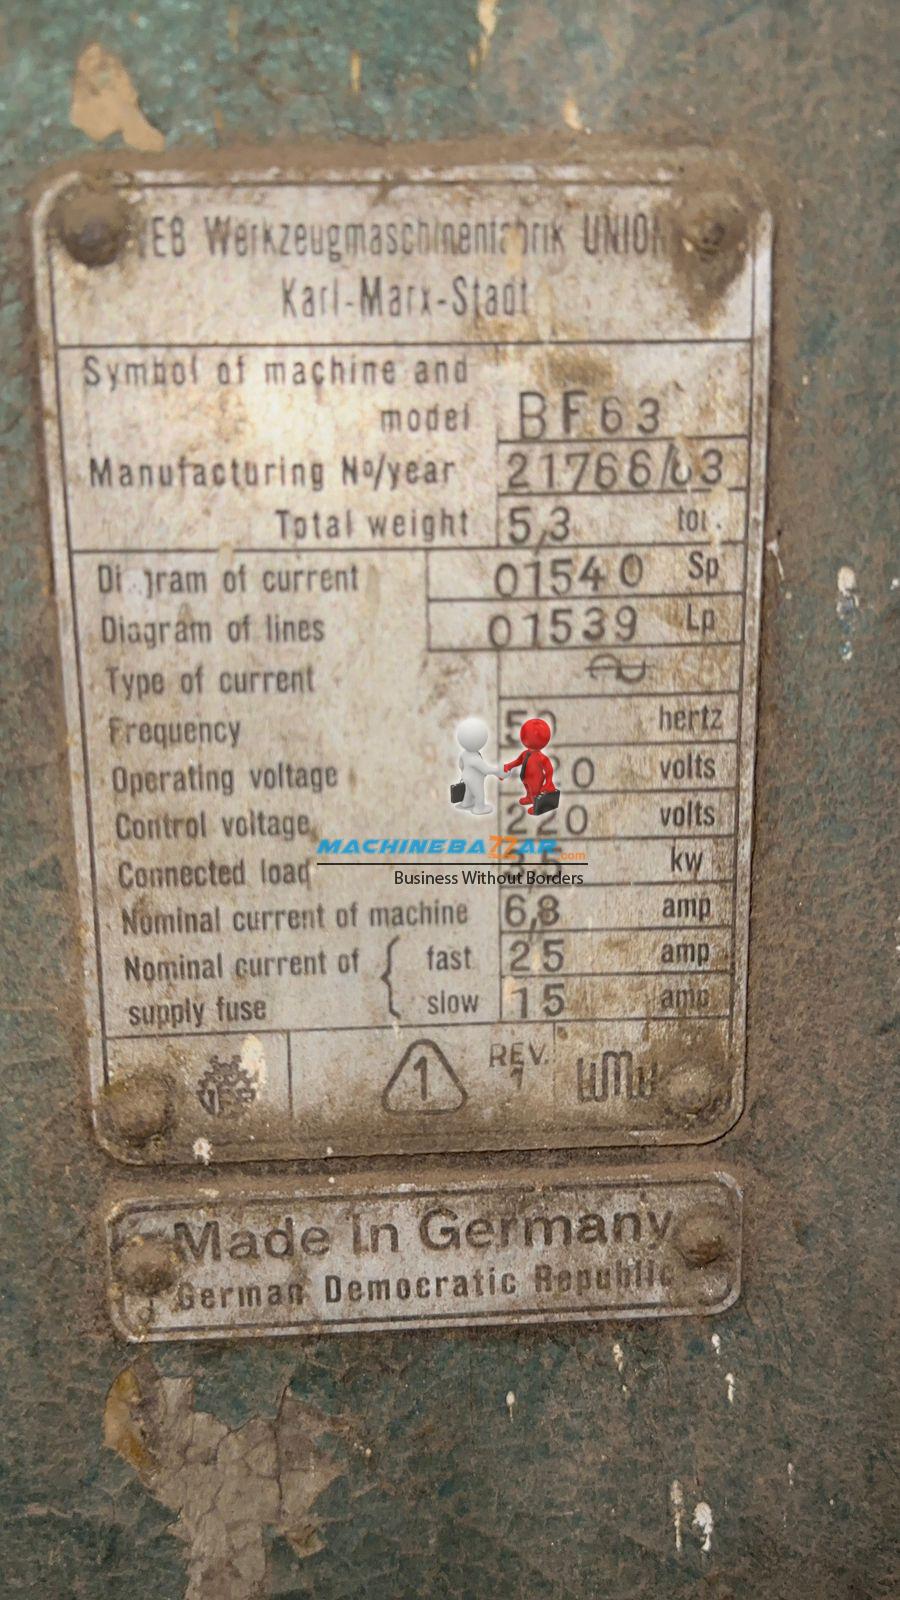 VEB Werkzeugmaschinenfabrik UNION
Karl-Marx-Stadt
Symbol of machine and
model BF63
Manufacturing No/year 21766/63
Total weight 5,3 ton.
Diagram of current 01540 Sp
Diagram of lines 01539 Lp
Type of current
Frequency 50 hertz
Operating voltage volts
Control voltage 220 volts
Connected load kw
Nominal current of machine 6,8 amp
Nominal current of fast 25 amp
supply fuse slow 15 amp
VEB 1 REV. 1 WMW
MACHINEBAZZAR.com
Business Without Borders
Made in Germany
German Democratic Republic